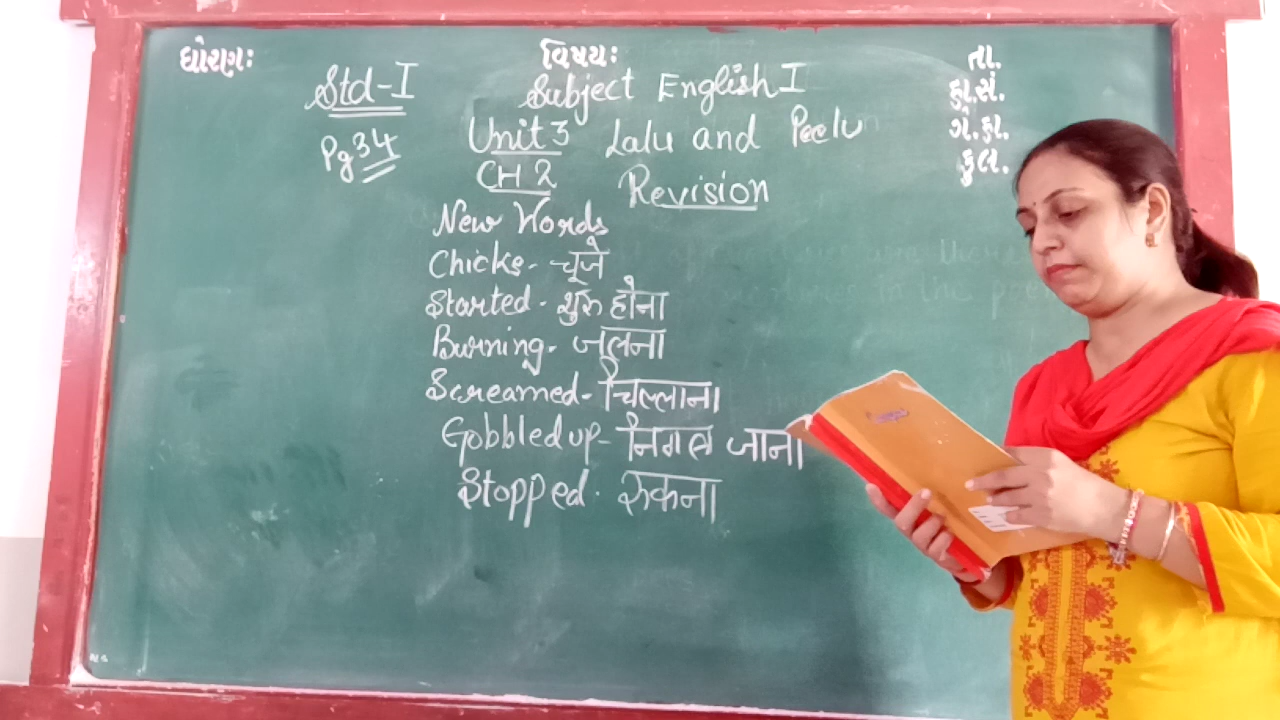 ધોરણઃ વિષયઃ તા.
Std-I Subject English I હા.સં.
Pg 34 Unit 3 Lalu and Peelu ગે.હા.
CH 2 Revision કુલ.
New Words
Chicks - चूजे
Started - शुरु होना
Burning - जलना
Screamed - चिल्लाना
Gobbled up - निगल जाना
Stopped - रुकना